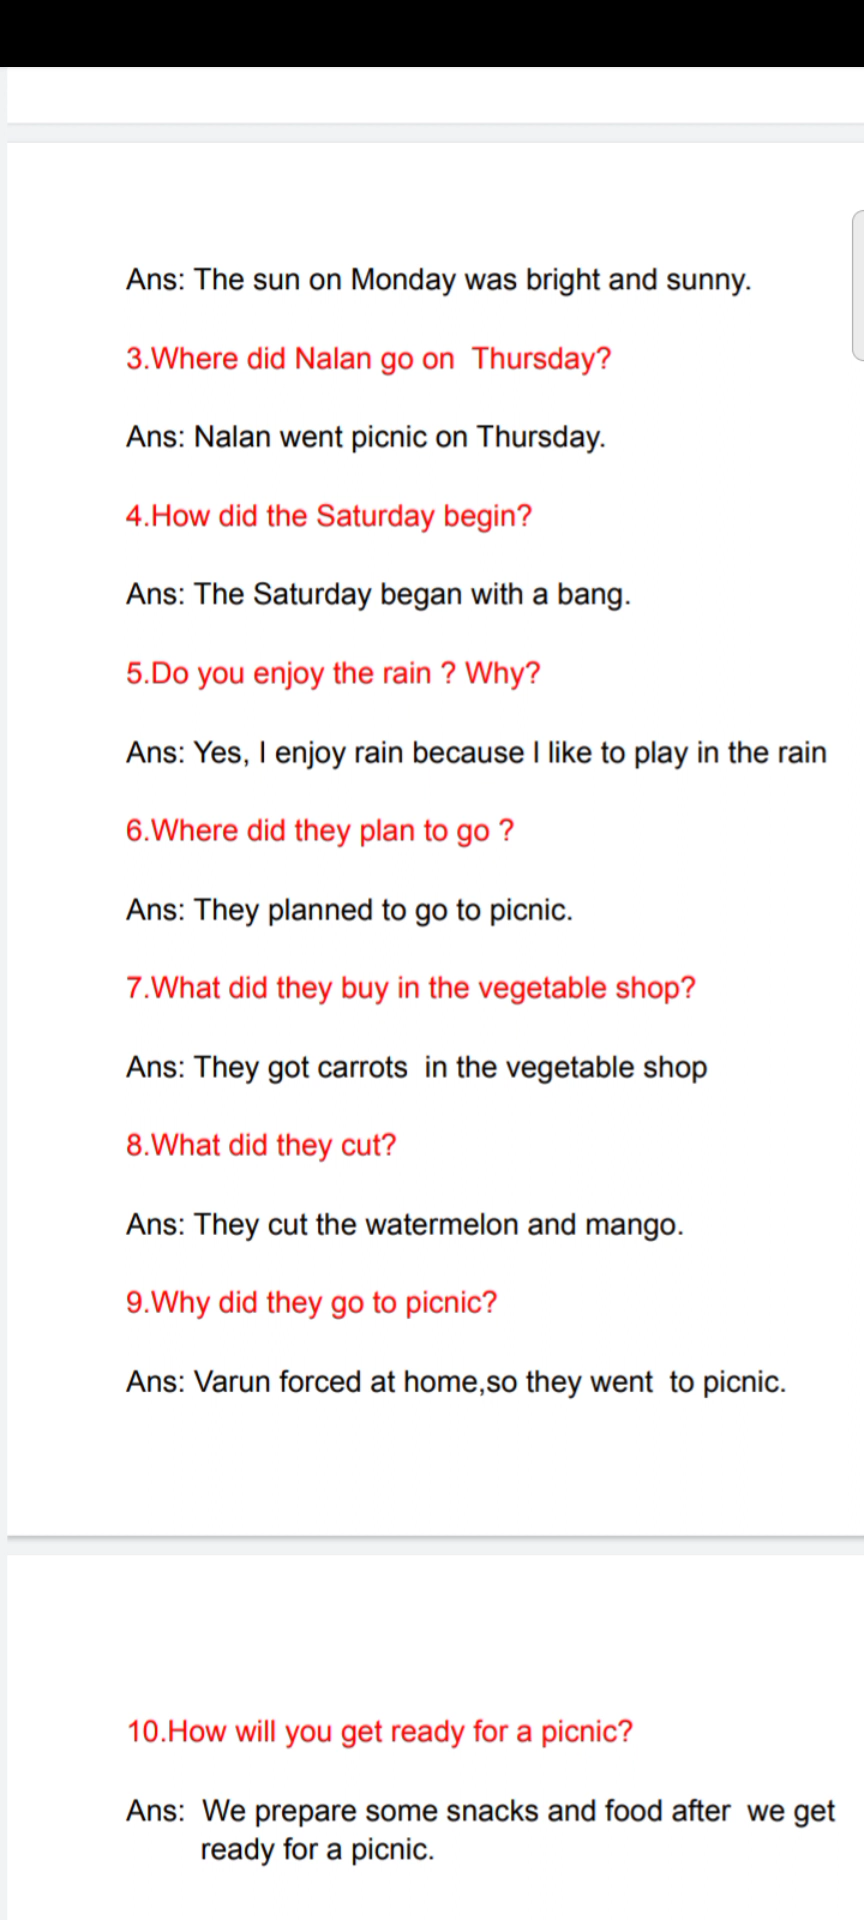 Ans: The sun on Monday was bright and sunny.
3.Where did Nalan go on  Thursday?
Ans: Nalan went picnic on Thursday.
4.How did the Saturday begin?
Ans: The Saturday began with a bang.
5.Do you enjoy the rain ? Why?
Ans: Yes, I enjoy rain because I like to play in the rain
6.Where did they plan to go ?
Ans: They planned to go to picnic.
7.What did they buy in the vegetable shop?
Ans: They got carrots  in the vegetable shop
8.What did they cut?
Ans: They cut the watermelon and mango.
9.Why did they go to picnic?
Ans: Varun forced at home,so they went  to picnic.
10.How will you get ready for a picnic?
Ans:  We prepare some snacks and food after  we get
ready for a picnic.